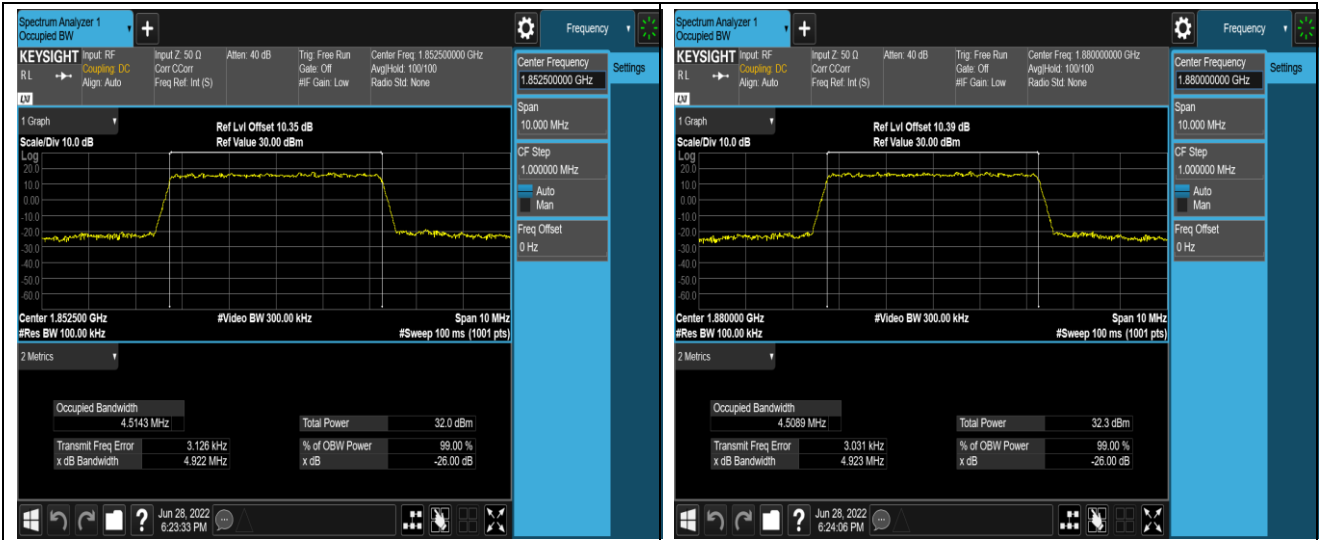 Spectrum Analyzer 1
Occupied BW
+
Frequency
KEYSIGHT Input: RF Input Z: 50 Ω Atten: 40 dB Trig: Free Run Center Freq: 1.852500000 GHz
Coupling: DC Corr CCorr Gate: Off Avg|Hold: 100/100
RL Align: Auto Freq Ref: Int (S) #IF Gain: Low Radio Std: None
LXI
Center Frequency
1.852500000 GHz
Settings
Span
10.000 MHz
CF Step
1.000000 MHz
Auto
Man
Freq Offset
0 Hz
1 Graph
Ref Lvl Offset 10.35 dB
Scale/Div 10.0 dB Ref Value 30.00 dBm
Log
20.0
10.0
0.00
-10.0
-20.0
-30.0
-40.0
-50.0
-60.0
Center 1.852500 GHz #Video BW 300.00 kHz Span 10 MHz
#Res BW 100.00 kHz #Sweep 100 ms (1001 pts)
2 Metrics
Occupied Bandwidth
4.5143 MHz Total Power 32.0 dBm
Transmit Freq Error 3.126 kHz % of OBW Power 99.00 %
x dB Bandwidth 4.922 MHz x dB -26.00 dB
?
Jun 28, 2022
6:23:33 PM
Spectrum Analyzer 1
Occupied BW
+
Frequency
KEYSIGHT Input: RF Input Z: 50 Ω Atten: 40 dB Trig: Free Run Center Freq: 1.880000000 GHz
Coupling: DC Corr CCorr Gate: Off Avg|Hold: 100/100
RL Align: Auto Freq Ref: Int (S) #IF Gain: Low Radio Std: None
LXI
Center Frequency
1.880000000 GHz
Settings
Span
10.000 MHz
CF Step
1.000000 MHz
Auto
Man
Freq Offset
0 Hz
1 Graph
Ref Lvl Offset 10.39 dB
Scale/Div 10.0 dB Ref Value 30.00 dBm
Log
20.0
10.0
0.00
-10.0
-20.0
-30.0
-40.0
-50.0
-60.0
Center 1.880000 GHz #Video BW 300.00 kHz Span 10 MHz
#Res BW 100.00 kHz #Sweep 100 ms (1001 pts)
2 Metrics
Occupied Bandwidth
4.5089 MHz Total Power 32.3 dBm
Transmit Freq Error 3.031 kHz % of OBW Power 99.00 %
x dB Bandwidth 4.923 MHz x dB -26.00 dB
?
Jun 28, 2022
6:24:06 PM